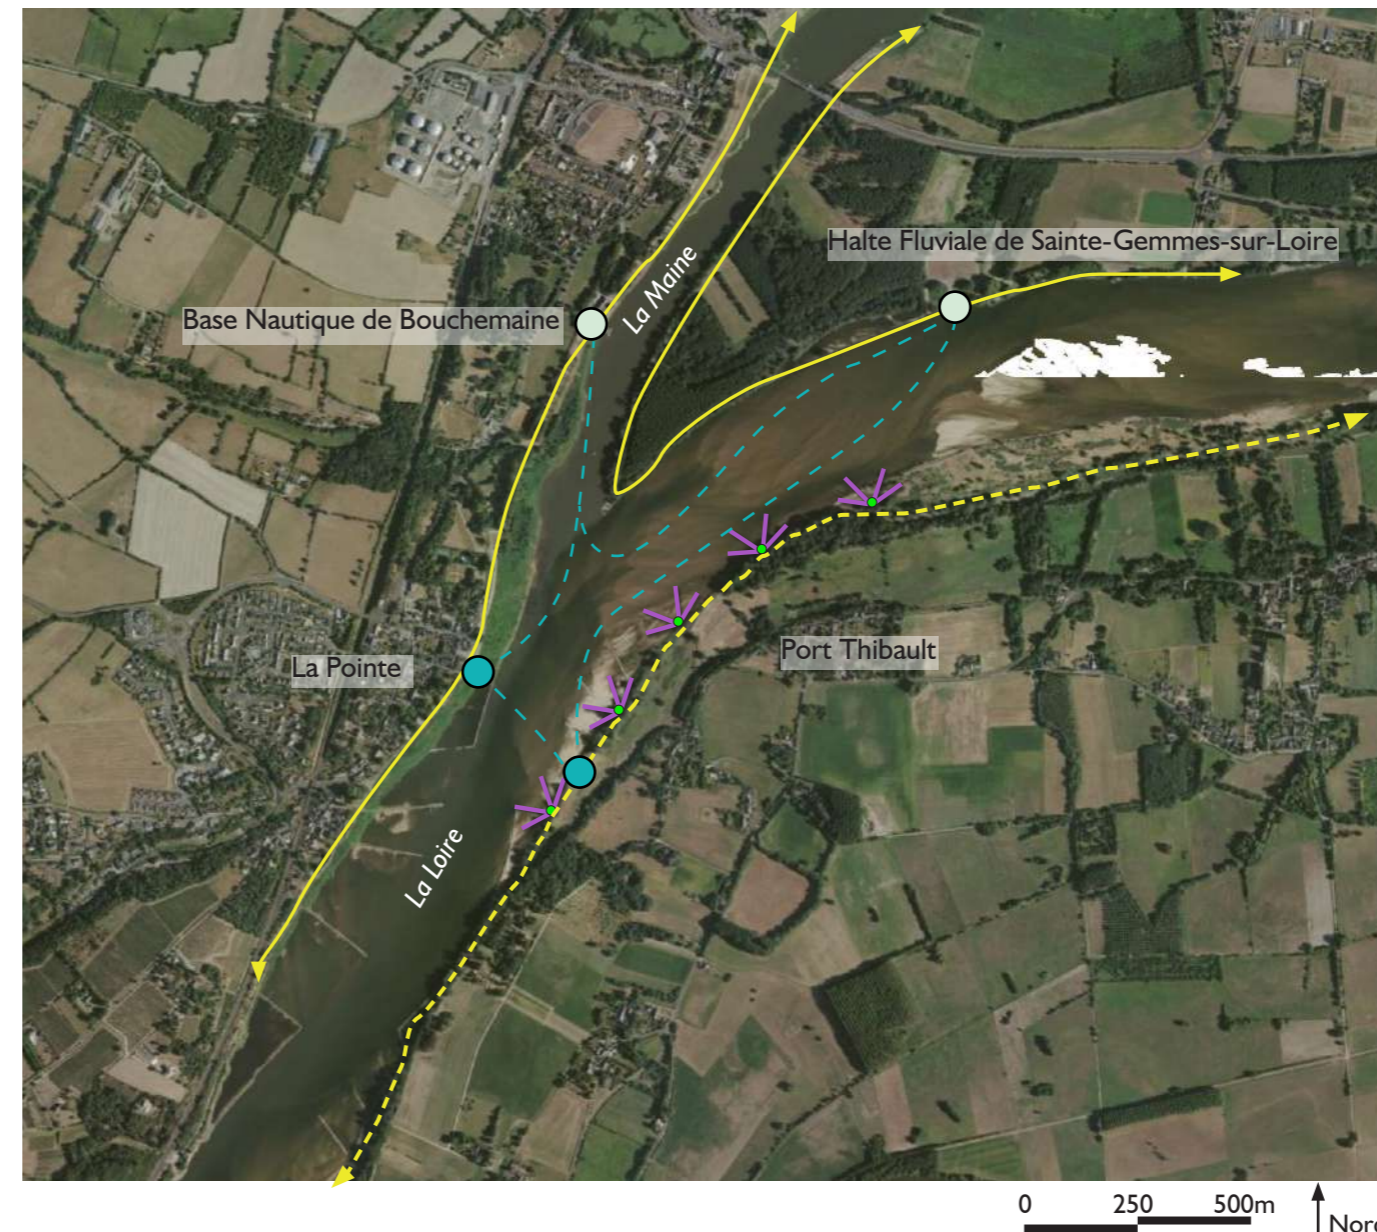 Halte Fluviale de Sainte-Gemmes-sur-Loire
La Maine
Base Nautique de Bouchemaine
Port Thibault
La Pointe
La Loire
0 250 500m
Nord